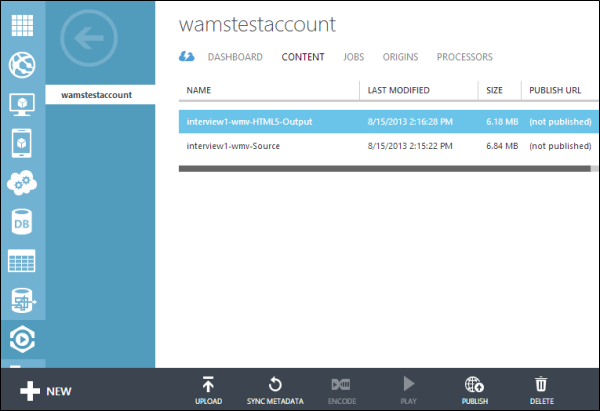 wamstestaccount
DASHBOARD CONTENT JOBS ORIGINS PROCESSORS
wamstestaccount
NAME LAST MODIFIED SIZE PUBLISH URL
interview1-wmv-HTML5-Output 8/15/2013 2:16:28 PM 6.18 MB (not published)
interview1-wmv-Source 8/15/2013 2:15:22 PM 6.84 MB (not published)
DB
NEW UPLOAD SYNC METADATA ENCODE PLAY PUBLISH DELETE